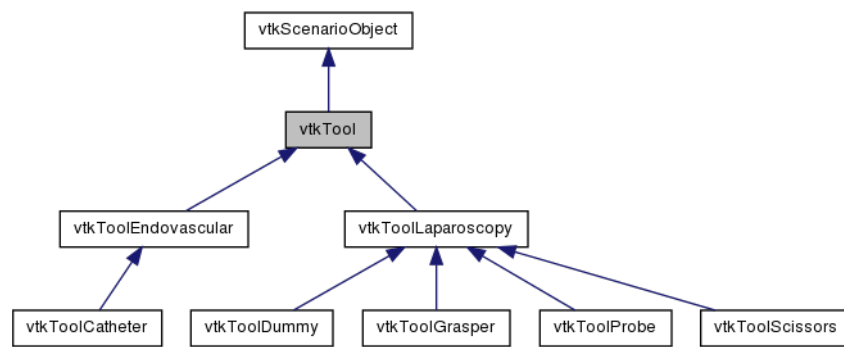 vtkScenarioObject
vtkTool
vtkToolEndovascular
vtkToolLaparoscopy
vtkToolCatheter
vtkToolDummy
vtkToolGrasper
vtkToolProbe
vtkToolScissors